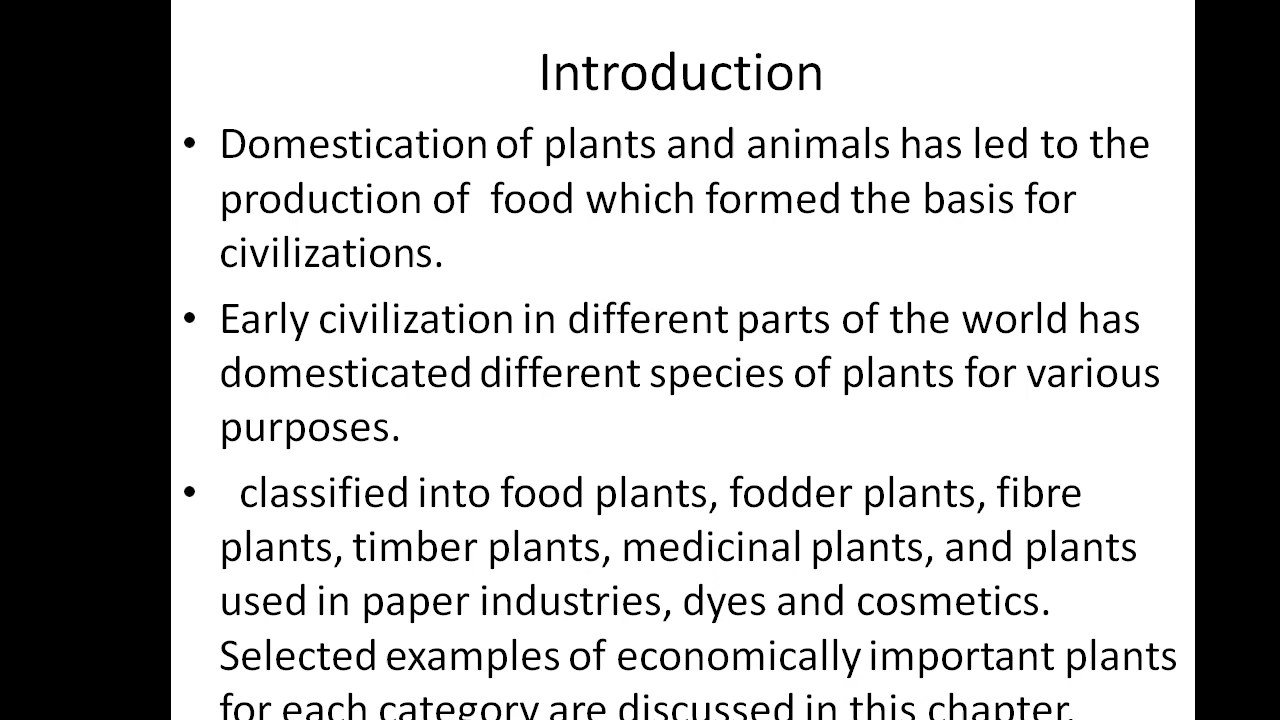 Introduction
• Domestication of plants and animals has led to the
production of  food which formed the basis for
civilizations.
• Early civilization in different parts of the world has
domesticated different species of plants for various
purposes.
•  classified into food plants, fodder plants, fibre
plants, timber plants, medicinal plants, and plants
used in paper industries, dyes and cosmetics.
Selected examples of economically important plants
for each category are discussed in this chapter.